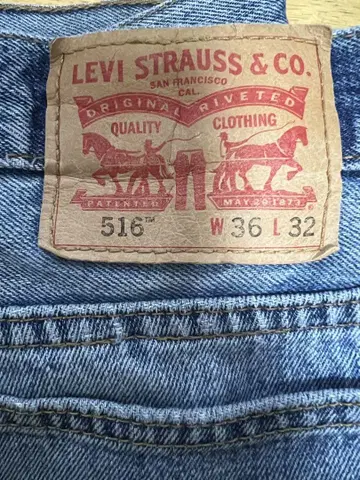 LEVI STRAUSS & CO.
SAN FRANCISCO
CAL.
ORIGINAL RIVETED
QUALITY CLOTHING
PATENTED MAY 20 1873 ®
516™ W 36 L 32